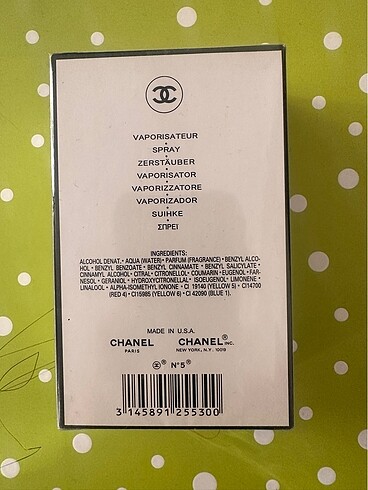 VAPORISATEUR
SPRAY
ZERSTÄUBER
VAPORISATOR
VAPORIZZATORE
VAPORIZADOR
SUIHKE
ΣΠΡΕΪ
INGREDIENTS:
ALCOHOL DENAT. • AQUA (WATER) • PARFUM (FRAGRANCE) • BENZYL ALCO-
HOL • BENZYL BENZOATE • BENZYL CINNAMATE • BENZYL SALICYLATE •
CINNAMYL ALCOHOL • CITRAL • CITRONELLOL • COUMARIN • EUGENOL • FAR-
NESOL • GERANIOL • HYDROXYCITRONELLAL • ISOEUGENOL • LIMONENE •
LINALOOL • ALPHA-ISOMETHYL IONONE • CI 19140 (YELLOW 5) • CI14700
(RED 4) • CI15985 (YELLOW 6) • CI 42090 (BLUE 1).
MADE IN U.S.A.
CHANEL CHANEL® INC.
PARIS NEW YORK, N.Y. 10019
® N°5®
3 145891 255300